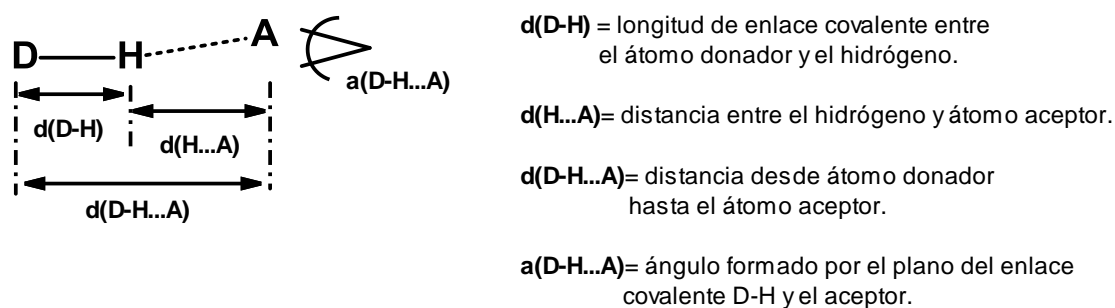 D H A
a(D-H...A)
d(D-H)
d(H...A)
d(D-H...A)
d(D-H) = longitud de enlace covalente entre
el átomo donador y el hidrógeno.
d(H...A)= distancia entre el hidrógeno y átomo aceptor.
d(D-H...A)= distancia desde átomo donador
hasta el átomo aceptor.
a(D-H...A)= ángulo formado por el plano del enlace
covalente D-H y el aceptor.